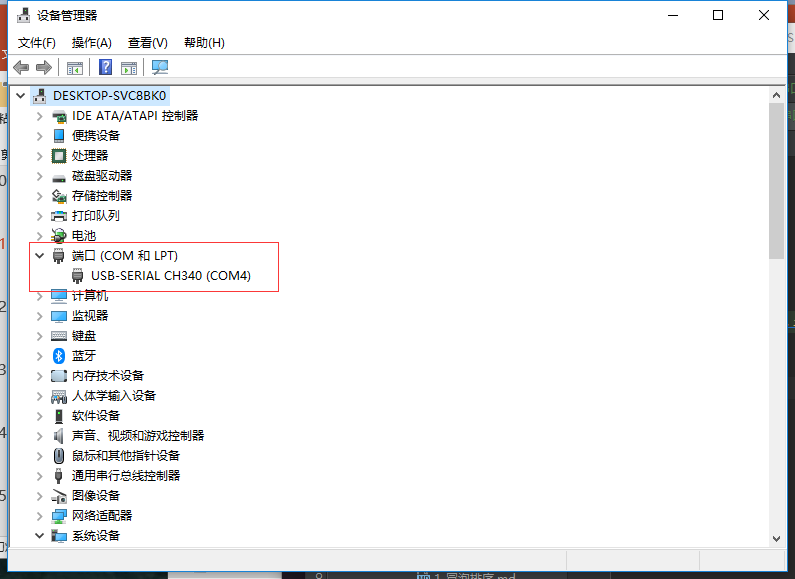 设备管理器
文件(F) 操作(A) 查看(V) 帮助(H)
DESKTOP-SVC8BK0
IDE ATA/ATAPI 控制器
便携设备
处理器
磁盘驱动器
存储控制器
打印队列
电池
端口 (COM 和 LPT)
USB-SERIAL CH340 (COM4)
计算机
监视器
键盘
蓝牙
内存技术设备
人体学输入设备
软件设备
声音、视频和游戏控制器
鼠标和其他指针设备
通用串行总线控制器
图像设备
网络适配器
系统设备